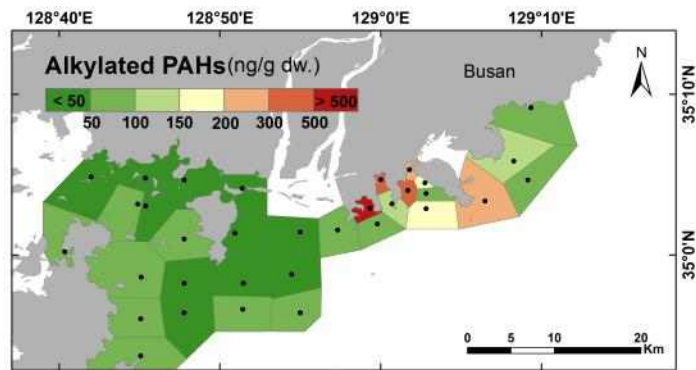 128°40'E 128°50'E 129°0'E 129°10'E
Alkylated PAHs (ng/g dw.)
< 50 > 500
50 100 150 200 300 500
Busan
N
35°10'N
35°0'N
0 5 10 20
Km